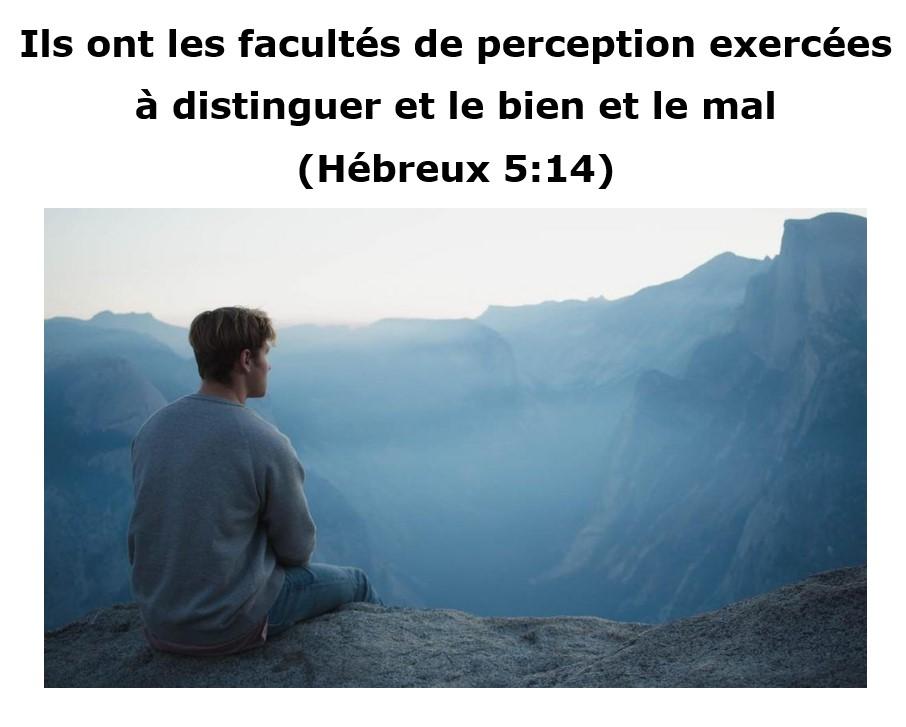 Ils ont les facultés de perception exercées
à distinguer et le bien et le mal
(Hébreux 5:14)